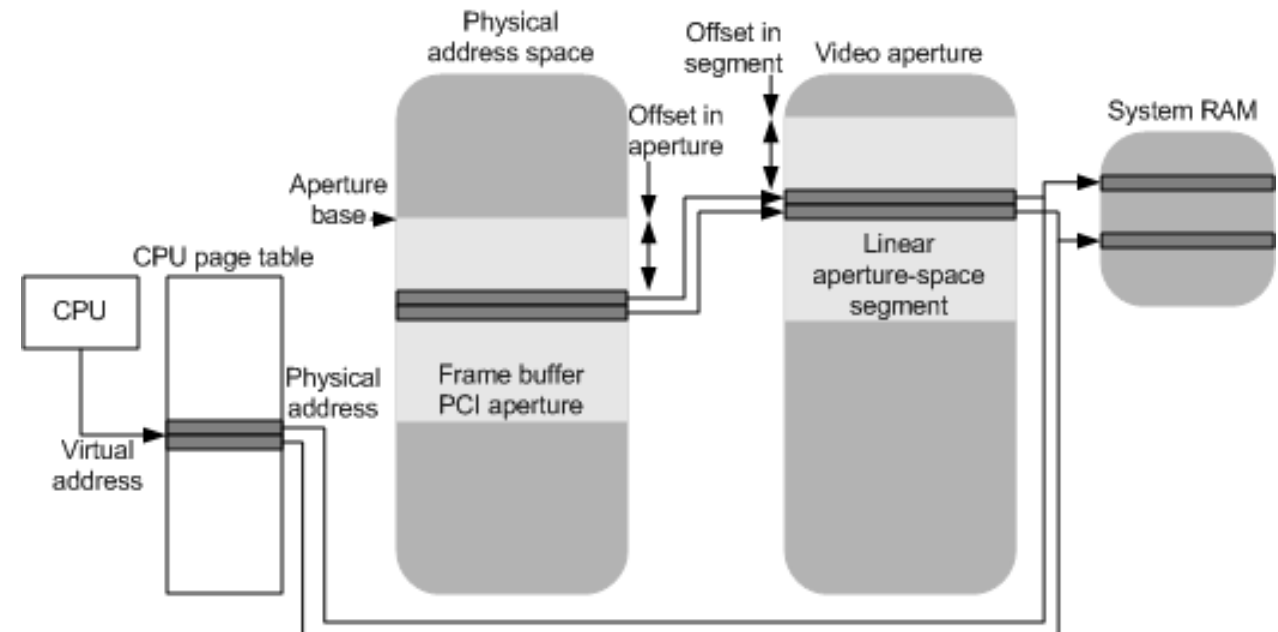 Physical
address space
Offset in
segment
Video aperture
System RAM
Offset in
aperture
Aperture
base
CPU page table
CPU
Linear
aperture-space
segment
Physical
address
Frame buffer
PCI aperture
Virtual
address